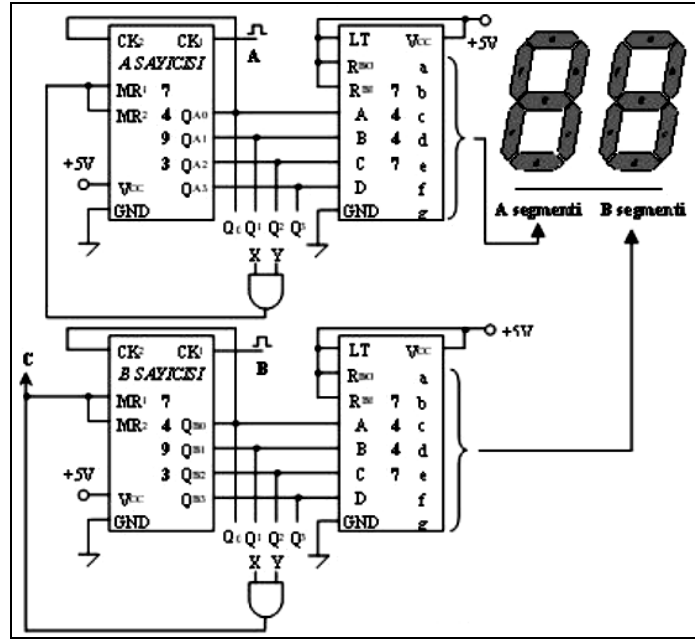 CK2 CK1
A SAYICISI
A
MR1 7
MR2 4 QA0
9 QA1
3 QA2
QA3
+5V
VCC
GND
Q1 Q2 Q3
X Y
LT VCC
RBO a
RBI 7 b
A 4 c
B 4 d
C 7 e
D f
GND g
+5V
A segmenti B segmenti
CK2 CK1
B SAYICISI
B
C
MR1 7
MR2 4 QB0
9 QB1
3 QB2
QB3
+5V
VCC
GND
Q1 Q2 Q3
X Y
LT VCC
a
RBI 7 b
A 4 c
B 4 d
C 7 e
D f
GND g
+5V